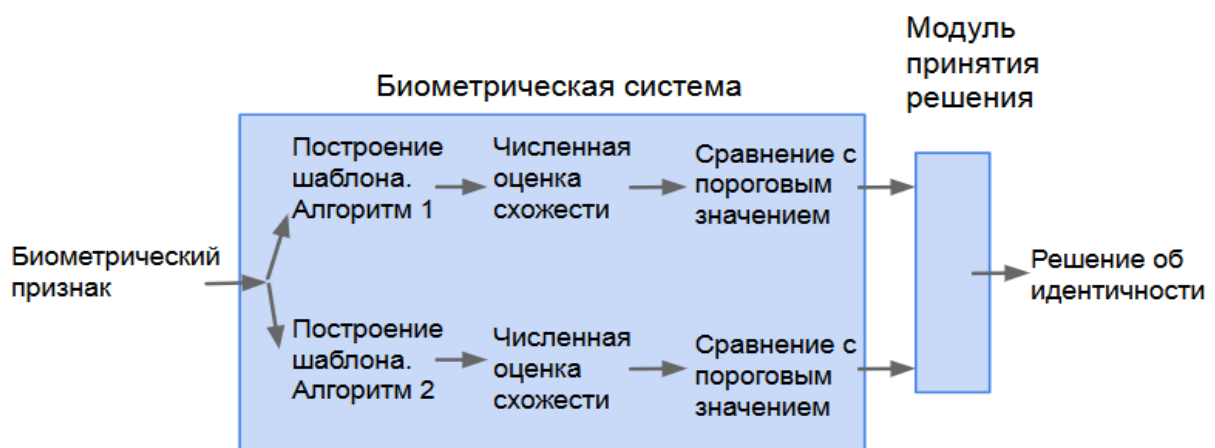 Модуль
принятия
решения
Биометрическая система
Построение
шаблона.
Алгоритм 1
Численная
оценка
схожести
Сравнение с
пороговым
значением
Биометрический
признак
Решение об
идентичности
Построение
шаблона.
Алгоритм 2
Численная
оценка
схожести
Сравнение с
пороговым
значением